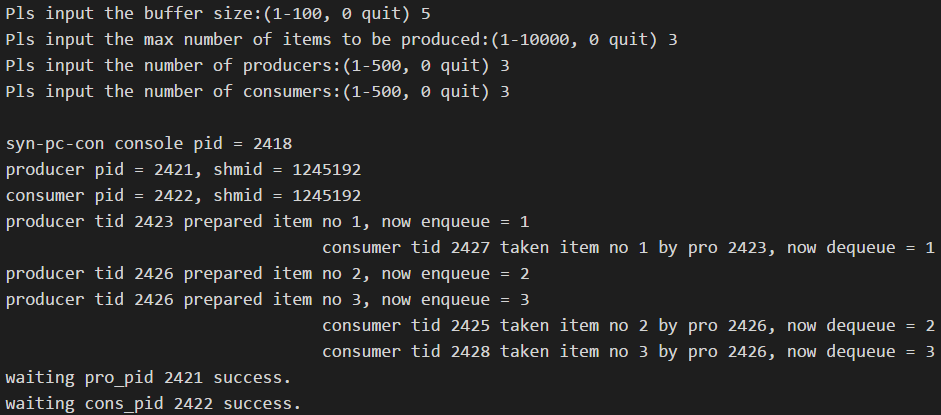 Pls input the buffer size:(1-100, 0 quit) 5
Pls input the max number of items to be produced:(1-10000, 0 quit) 3
Pls input the number of producers:(1-500, 0 quit) 3
Pls input the number of consumers:(1-500, 0 quit) 3
syn-pc-con console pid = 2418
producer pid = 2421, shmid = 1245192
consumer pid = 2422, shmid = 1245192
producer tid 2423 prepared item no 1, now enqueue = 1
consumer tid 2427 taken item no 1 by pro 2423, now dequeue = 1
producer tid 2426 prepared item no 2, now enqueue = 2
producer tid 2426 prepared item no 3, now enqueue = 3
consumer tid 2425 taken item no 2 by pro 2426, now dequeue = 2
consumer tid 2428 taken item no 3 by pro 2426, now dequeue = 3
waiting pro_pid 2421 success.
waiting cons_pid 2422 success.